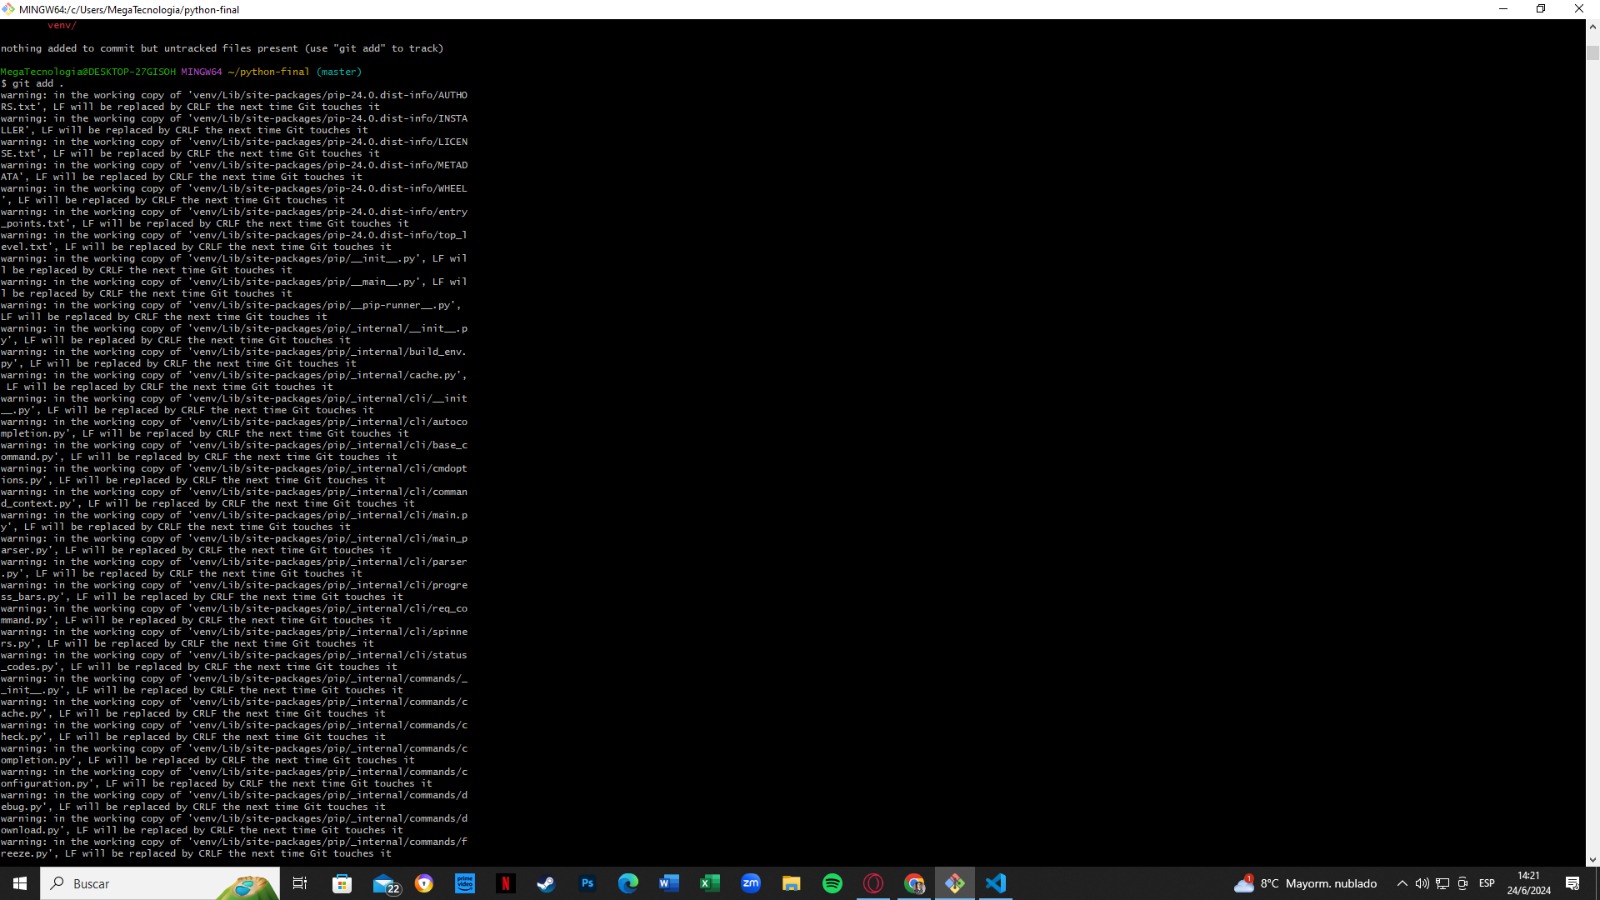 MINGW64:/c/Users/MegaTecnologia/python-final
venv/
nothing added to commit but untracked files present (use "git add" to track)
MegaTecnologia@DESKTOP-27GISOH MINGW64 ~/python-final (master)
$ git add .
warning: in the working copy of 'venv/Lib/site-packages/pip-24.0.dist-info/AUTHO
RS.txt', LF will be replaced by CRLF the next time Git touches it
warning: in the working copy of 'venv/Lib/site-packages/pip-24.0.dist-info/INSTA
LLER', LF will be replaced by CRLF the next time Git touches it
warning: in the working copy of 'venv/Lib/site-packages/pip-24.0.dist-info/LICEN
SE.txt', LF will be replaced by CRLF the next time Git touches it
warning: in the working copy of 'venv/Lib/site-packages/pip-24.0.dist-info/METAD
ATA', LF will be replaced by CRLF the next time Git touches it
warning: in the working copy of 'venv/Lib/site-packages/pip-24.0.dist-info/WHEEL
', LF will be replaced by CRLF the next time Git touches it
warning: in the working copy of 'venv/Lib/site-packages/pip-24.0.dist-info/entry
_points.txt', LF will be replaced by CRLF the next time Git touches it
warning: in the working copy of 'venv/Lib/site-packages/pip-24.0.dist-info/top_l
evel.txt', LF will be replaced by CRLF the next time Git touches it
warning: in the working copy of 'venv/Lib/site-packages/pip/__init__.py', LF wil
l be replaced by CRLF the next time Git touches it
warning: in the working copy of 'venv/Lib/site-packages/pip/__main__.py', LF wil
l be replaced by CRLF the next time Git touches it
warning: in the working copy of 'venv/Lib/site-packages/pip/__pip-runner__.py',
LF will be replaced by CRLF the next time Git touches it
warning: in the working copy of 'venv/Lib/site-packages/pip/_internal/__init__.p
y', LF will be replaced by CRLF the next time Git touches it
warning: in the working copy of 'venv/Lib/site-packages/pip/_internal/build_env.
py', LF will be replaced by CRLF the next time Git touches it
warning: in the working copy of 'venv/Lib/site-packages/pip/_internal/cache.py',
LF will be replaced by CRLF the next time Git touches it
warning: in the working copy of 'venv/Lib/site-packages/pip/_internal/cli/__init
__.py', LF will be replaced by CRLF the next time Git touches it
warning: in the working copy of 'venv/Lib/site-packages/pip/_internal/cli/autoco
mpletion.py', LF will be replaced by CRLF the next time Git touches it
warning: in the working copy of 'venv/Lib/site-packages/pip/_internal/cli/base_c
ommand.py', LF will be replaced by CRLF the next time Git touches it
warning: in the working copy of 'venv/Lib/site-packages/pip/_internal/cli/cmdopt
ions.py', LF will be replaced by CRLF the next time Git touches it
warning: in the working copy of 'venv/Lib/site-packages/pip/_internal/cli/comman
d_context.py', LF will be replaced by CRLF the next time Git touches it
warning: in the working copy of 'venv/Lib/site-packages/pip/_internal/cli/main.p
y', LF will be replaced by CRLF the next time Git touches it
warning: in the working copy of 'venv/Lib/site-packages/pip/_internal/cli/main_p
arser.py', LF will be replaced by CRLF the next time Git touches it
warning: in the working copy of 'venv/Lib/site-packages/pip/_internal/cli/parser
.py', LF will be replaced by CRLF the next time Git touches it
warning: in the working copy of 'venv/Lib/site-packages/pip/_internal/cli/progre
ss_bars.py', LF will be replaced by CRLF the next time Git touches it
warning: in the working copy of 'venv/Lib/site-packages/pip/_internal/cli/req_co
mmand.py', LF will be replaced by CRLF the next time Git touches it
warning: in the working copy of 'venv/Lib/site-packages/pip/_internal/cli/spinne
rs.py', LF will be replaced by CRLF the next time Git touches it
warning: in the working copy of 'venv/Lib/site-packages/pip/_internal/cli/status
_codes.py', LF will be replaced by CRLF the next time Git touches it
warning: in the working copy of 'venv/Lib/site-packages/pip/_internal/commands/_
_init__.py', LF will be replaced by CRLF the next time Git touches it
warning: in the working copy of 'venv/Lib/site-packages/pip/_internal/commands/c
ache.py', LF will be replaced by CRLF the next time Git touches it
warning: in the working copy of 'venv/Lib/site-packages/pip/_internal/commands/c
heck.py', LF will be replaced by CRLF the next time Git touches it
warning: in the working copy of 'venv/Lib/site-packages/pip/_internal/commands/c
ompletion.py', LF will be replaced by CRLF the next time Git touches it
warning: in the working copy of 'venv/Lib/site-packages/pip/_internal/commands/c
onfiguration.py', LF will be replaced by CRLF the next time Git touches it
warning: in the working copy of 'venv/Lib/site-packages/pip/_internal/commands/d
ebug.py', LF will be replaced by CRLF the next time Git touches it
warning: in the working copy of 'venv/Lib/site-packages/pip/_internal/commands/d
ownload.py', LF will be replaced by CRLF the next time Git touches it
warning: in the working copy of 'venv/Lib/site-packages/pip/_internal/commands/f
reeze.py', LF will be replaced by CRLF the next time Git touches it
Buscar
22
prime video
N
Ps
W
X
zm
1
8°C Mayorm. nublado
ESP
14:21
24/6/2024